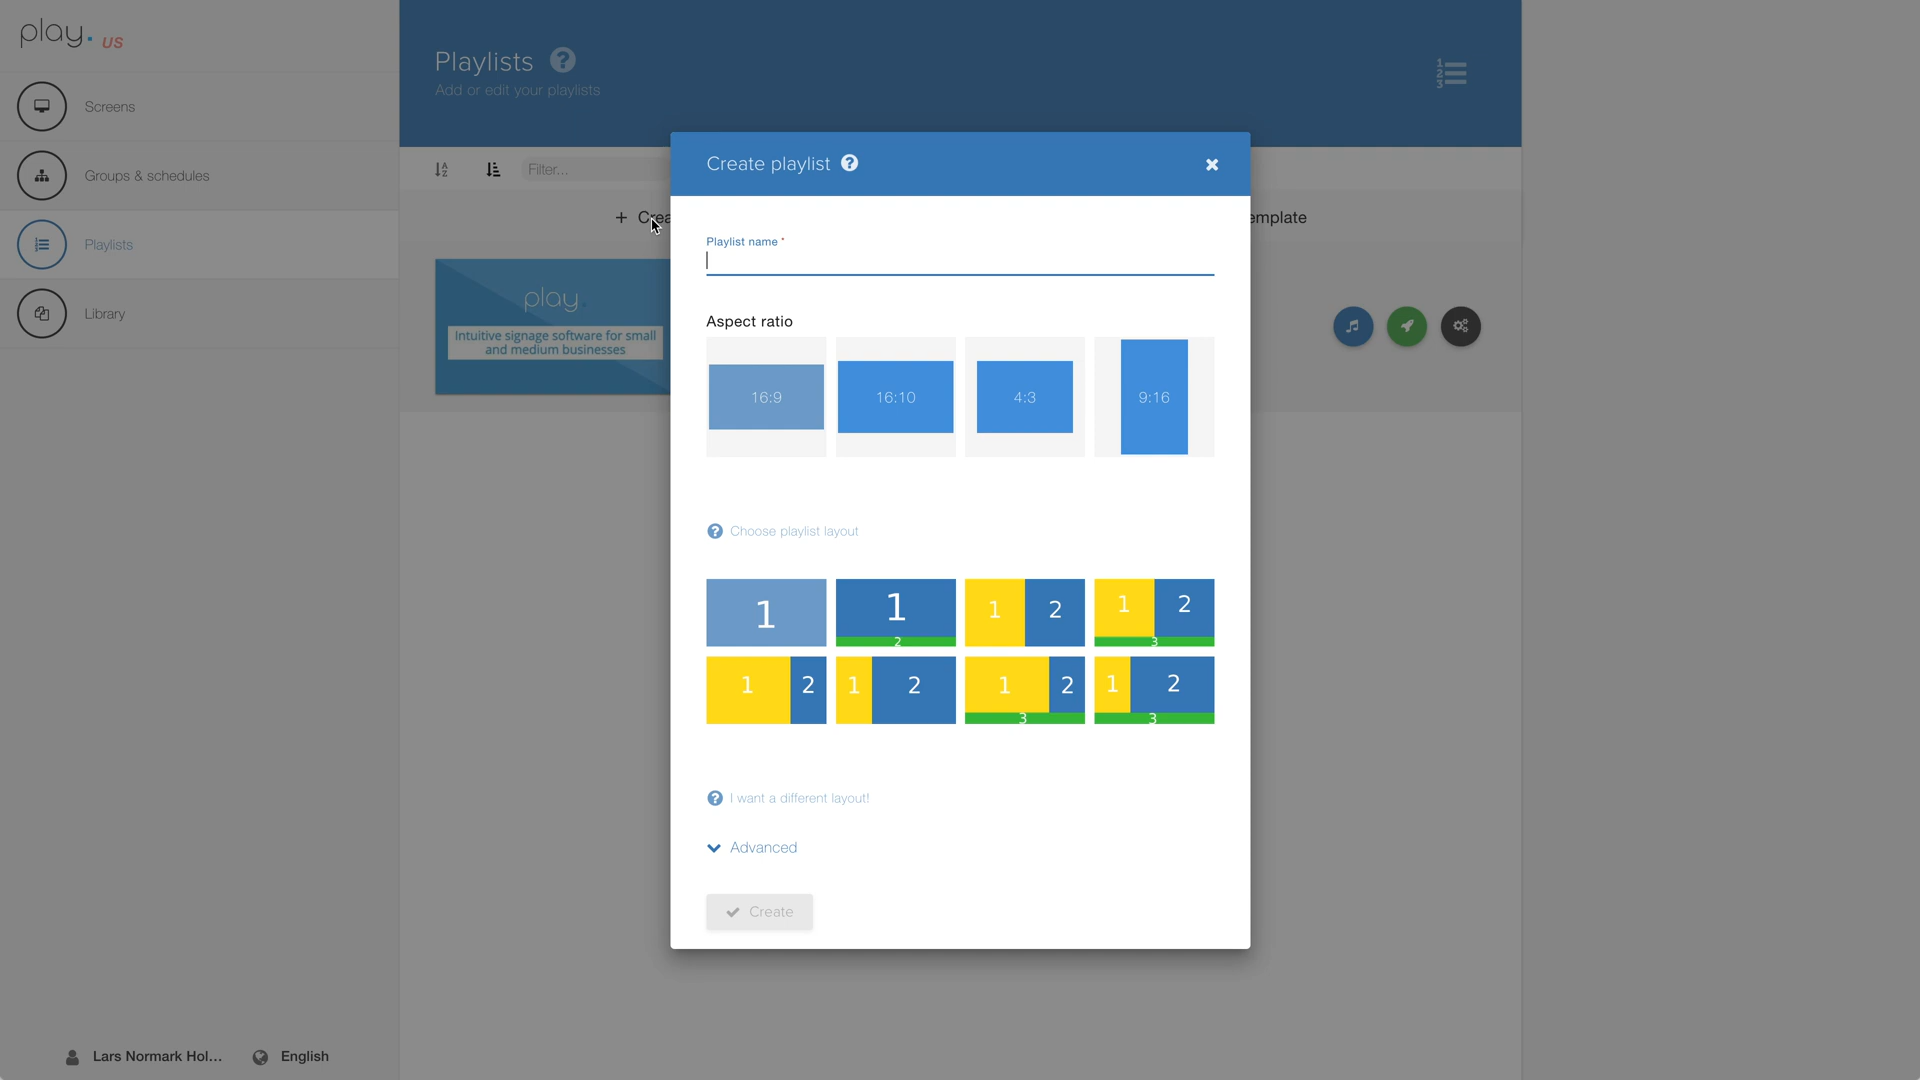 play. US
Screens
Groups & schedules
Playlists
Library
Lars Normark Hol...
English
Playlists ?
Add or edit your playlists
1
2
3
A
Z
Filter...
+ Crea
emplate
play.
Intuitive signage software for small
and medium businesses
Create playlist ?
Playlist name *
Aspect ratio
16:9 16:10 4:3 9:16
? Choose playlist layout
1
1 2
1 2
1 2 3
1 2
1 2
1 2 3
1 2 3
? I want a different layout!
Advanced
Create